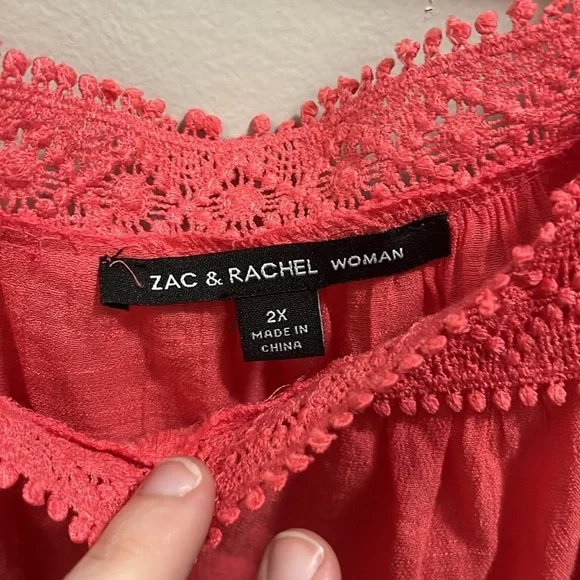 ZAC & RACHEL WOMAN
2X
MADE IN
CHINA